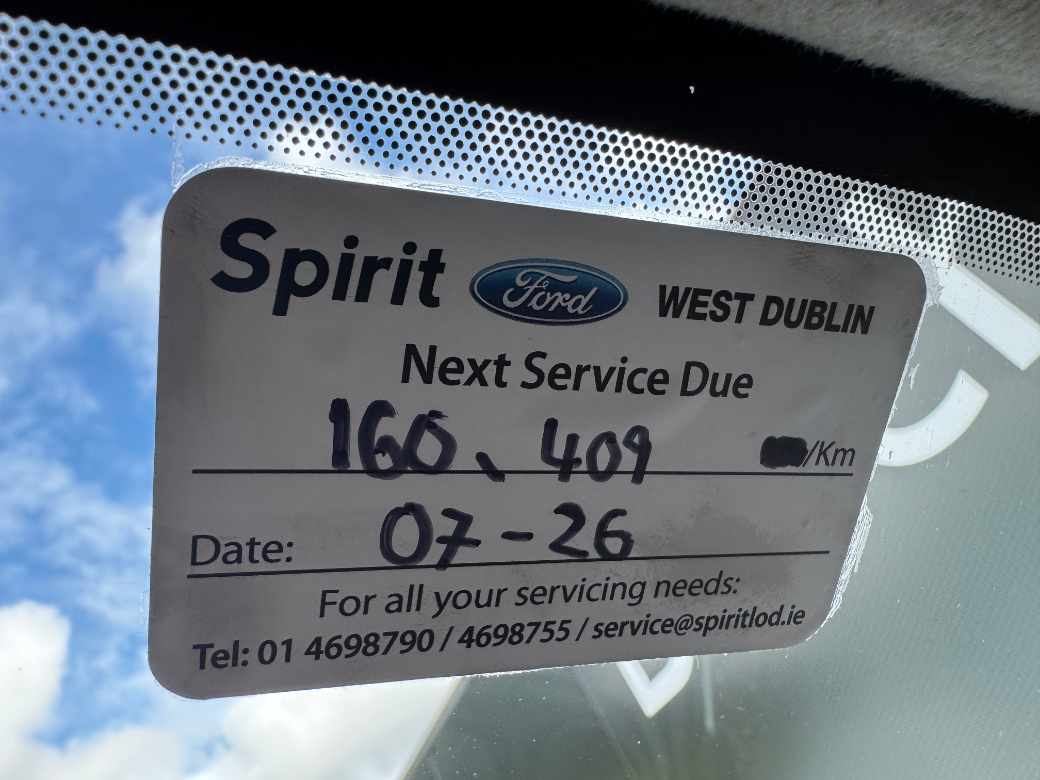 Spirit Ford WEST DUBLIN
Next Service Due
160,409 /Km
Date: 07-26
For all your servicing needs:
Tel: 01 4698790 / 4698755 / service@spiritlod.ie